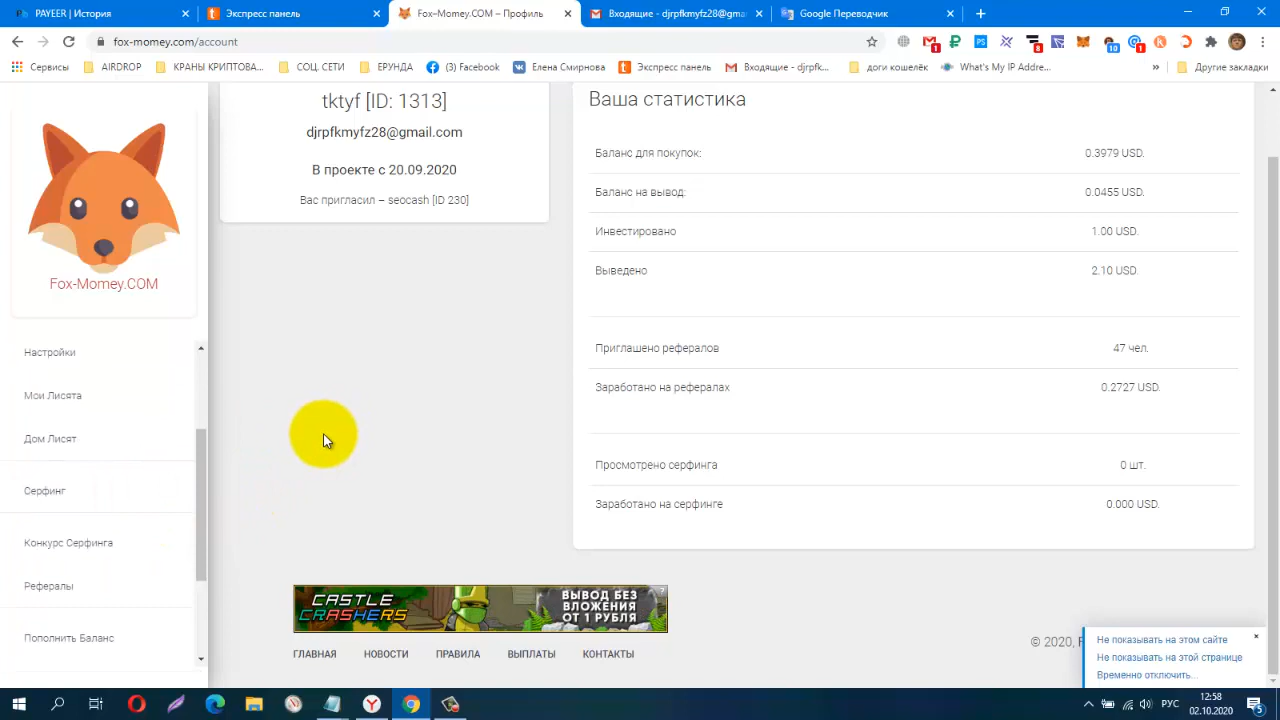 PAYEER | История
Экспресс панель
Fox–Momey.COM – Профиль
Входящие - djrpfkmyfz28@gmai
Google Переводчик
fox-momey.com/account
Сервисы
AIRDROP
КРАНЫ КРИПТОВА...
СОЦ. СЕТИ
ЕРУНДА
(3) Facebook
Елена Смирнова
Экспресс панель
Входящие - djrpfk...
доги кошелёк
What's My IP Addre...
»
Другие закладки
Fox-Momey.COM
Настройки
Мои Лисята
Дом Лисят
Серфинг
Конкурс Серфинга
Рефералы
Пополнить Баланс
tktyf [ID: 1313]
djrpfkmyfz28@gmail.com
В проекте с 20.09.2020
Вас пригласил – seocash [ID 230]
Ваша статистика
Баланс для покупок: 0.3979 USD.
Баланс на вывод: 0.0455 USD.
Инвестировано 1.00 USD.
Выведено 2.10 USD.
Приглашено рефералов 47 чел.
Заработано на рефералах 0.2727 USD.
Просмотрено серфинга 0 шт.
Заработано на серфинге 0.000 USD.
CASTLE
CRASHERS
ВЫВОД БЕЗ
ВЛОЖЕНИЯ
ОТ 1 РУБЛЯ
ГЛАВНАЯ НОВОСТИ ПРАВИЛА ВЫПЛАТЫ КОНТАКТЫ
© 2020, F
Не показывать на этом сайте
Не показывать на этой странице
Временно отключить...
РУС
12:58
02.10.2020
5